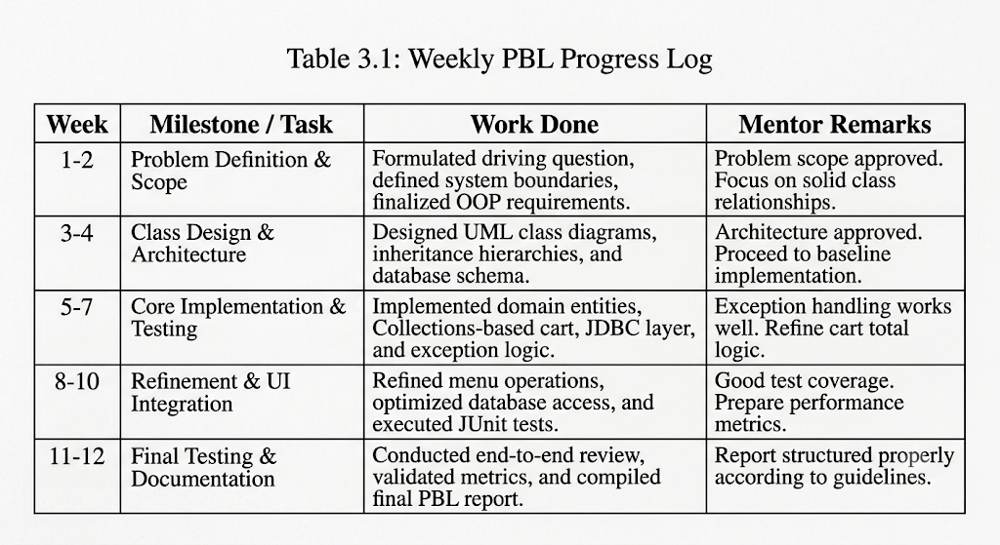 Table 3.1: Weekly PBL Progress Log
Week Milestone / Task Work Done Mentor Remarks
1-2 Problem Definition & Formulated driving question, Problem scope approved.
Scope defined system boundaries, Focus on solid class
finalized OOP requirements. relationships.
3-4 Class Design & Designed UML class diagrams, Architecture approved.
Architecture inheritance hierarchies, and Proceed to baseline
database schema. implementation.
5-7 Core Implementation & Implemented domain entities, Exception handling works
Testing Collections-based cart, JDBC layer, well. Refine cart total
and exception logic. logic.
8-10 Refinement & UI Refined menu operations, Good test coverage.
Integration optimized database access, and Prepare performance
executed JUnit tests. metrics.
11-12 Final Testing & Conducted end-to-end review, Report structured properly
Documentation validated metrics, and compiled according to guidelines.
final PBL report.